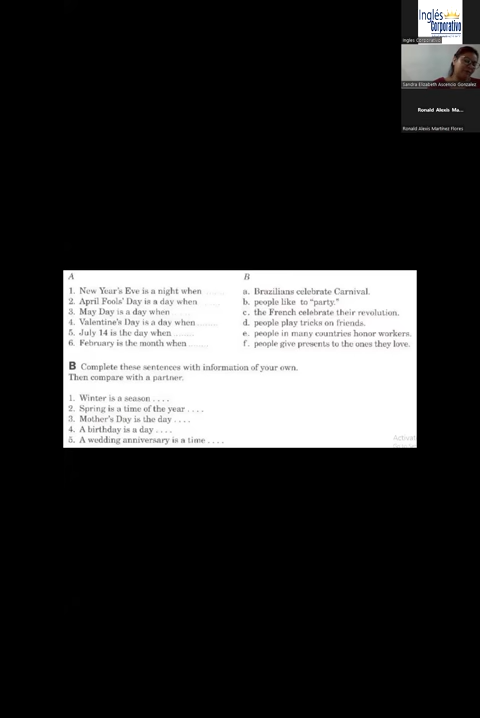 Inglés
Corporativo
Inglés Corporativo
Sandra Elizabeth Ascencio Gonzalez
Ronald Alexis Ma...
Ronald Alexis Martinez Flores
A B
1. New Year's Eve is a night when ........ a. Brazilians celebrate Carnival.
2. April Fools' Day is a day when ........ b. people like to "party."
3. May Day is a day when ........ c. the French celebrate their revolution.
4. Valentine's Day is a day when ........ d. people play tricks on friends.
5. July 14 is the day when ........ e. people in many countries honor workers.
6. February is the month when ........ f. people give presents to the ones they love.
B Complete these sentences with information of your own.
Then compare with a partner.
1. Winter is a season . . . .
2. Spring is a time of the year . . . .
3. Mother's Day is the day . . . .
4. A birthday is a day . . . .
5. A wedding anniversary is a time . . . .
Activat